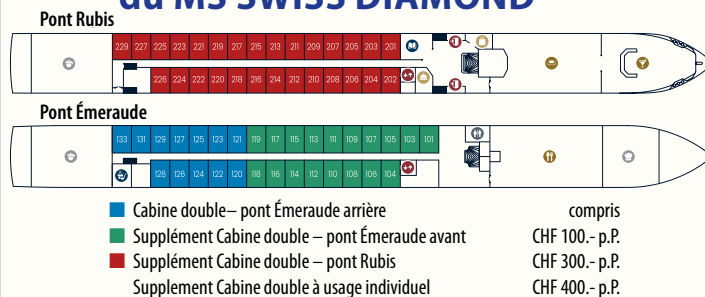 du MS SWISS DIAMOND
Pont Rubis
229 227 225 223 221 219 217 215 213 211 209 207 205 203 201
226 224 222 220 218 216 214 212 210 208 206 204 202
Pont Émeraude
133 131 129 127 125 123 121 119 117 115 113 111 109 107 105 103 101
128 126 124 122 120 118 116 114 112 110 108 106 104
Cabine double– pont Émeraude arrière compris
Supplément Cabine double – pont Émeraude avant CHF 100.- p.P.
Supplément Cabine double – pont Rubis CHF 300.- p.P.
Supplement Cabine double à usage individuel CHF 400.- p.P.